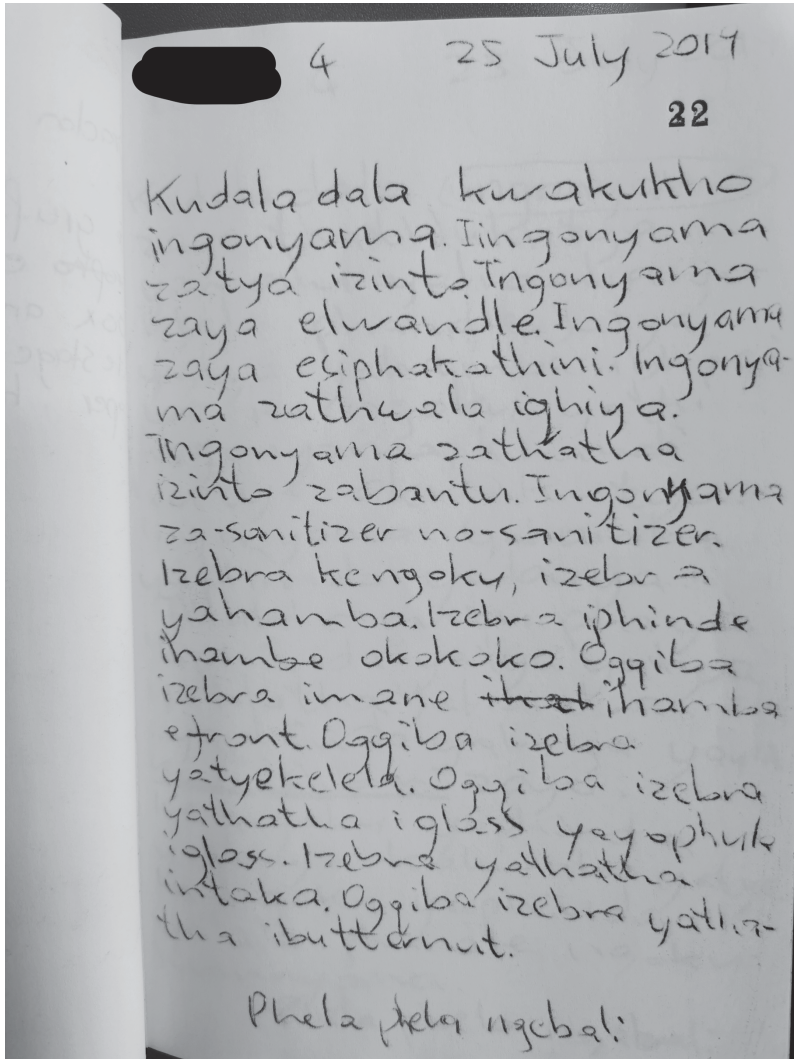 4 25 July 2019
22
Kudala dala kwakukho
ingonyama. Iingonyama
zatya izinto. Ingonyama
zaya elwandle. Ingonyama
zaya esiphakathini. Ingonya-
ma zathwala ighiya.
Ingonyama zathatha
izinto zabantu. Ingonyama
za-sanitizer no-sanitizer.
Izebra kengoku, izebra
yahamba. Izebra iphinde
ihambe okokoko. Oggiba
izebra imane ihamba
efront. Oggiba izebra
yatyekelela. Oggiba izebra
yathatha iglass yayophula
iglass. Izebra yathatha
intaka. Oggiba izebra yatha-
tha ibutternut.
Phela phela ngebali